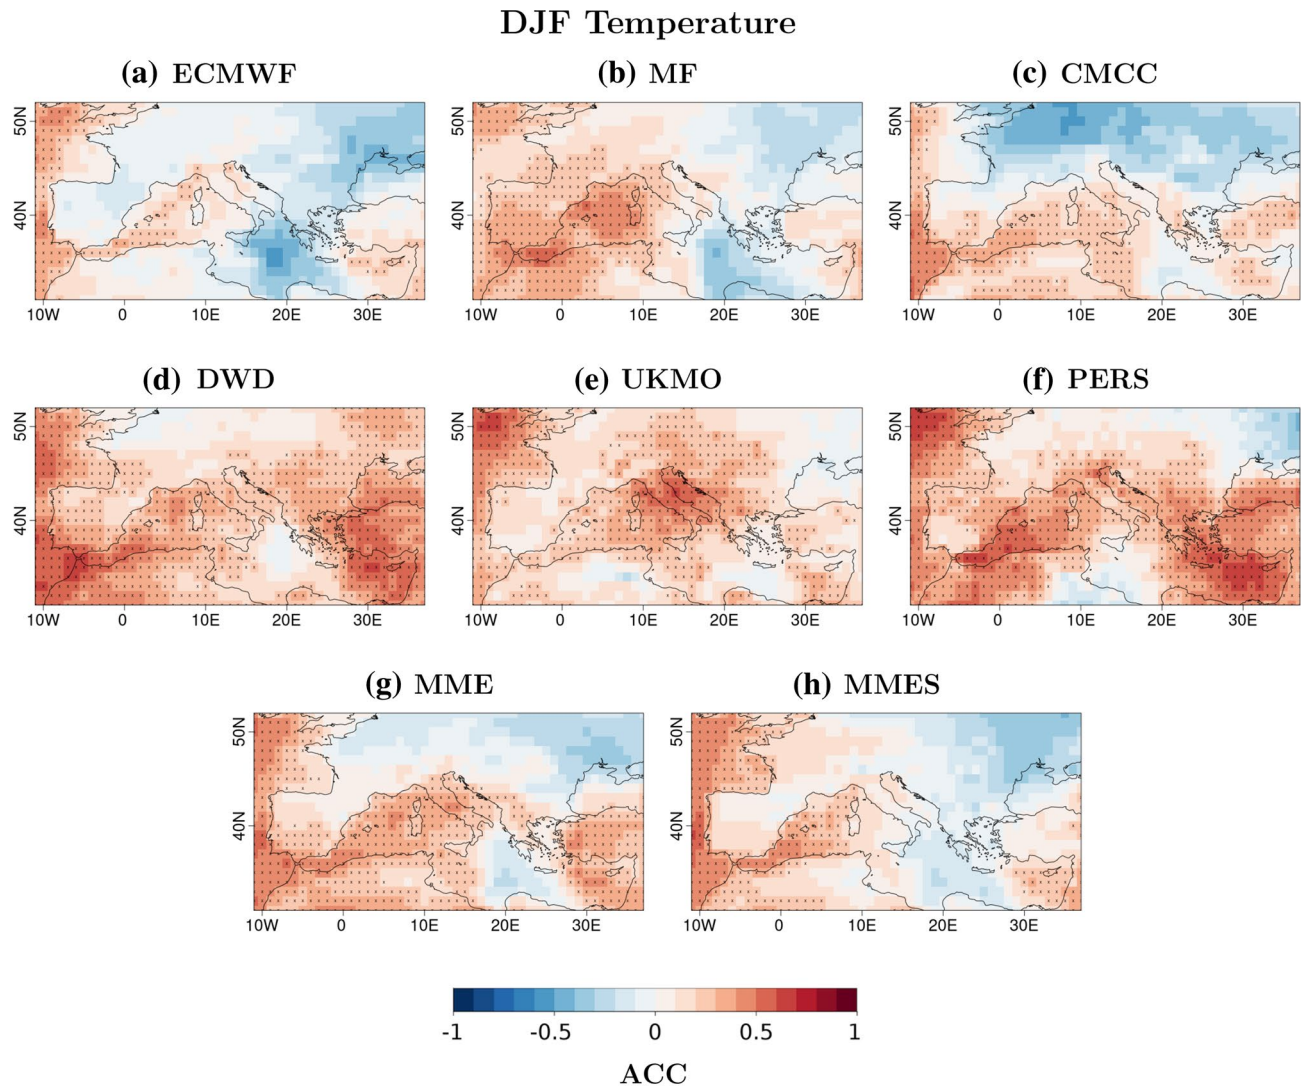 DJF Temperature
(a) ECMWF
(b) MF
(c) CMCC
50N
40N
10W 0 10E 20E 30E
50N
40N
10W 0 10E 20E 30E
50N
40N
10W 0 10E 20E 30E
(d) DWD
(e) UKMO
(f) PERS
50N
40N
10W 0 10E 20E 30E
50N
40N
10W 0 10E 20E 30E
50N
40N
10W 0 10E 20E 30E
(g) MME
(h) MMES
50N
40N
10W 0 10E 20E 30E
50N
40N
10W 0 10E 20E 30E
-1 -0.5 0 0.5 1
ACC